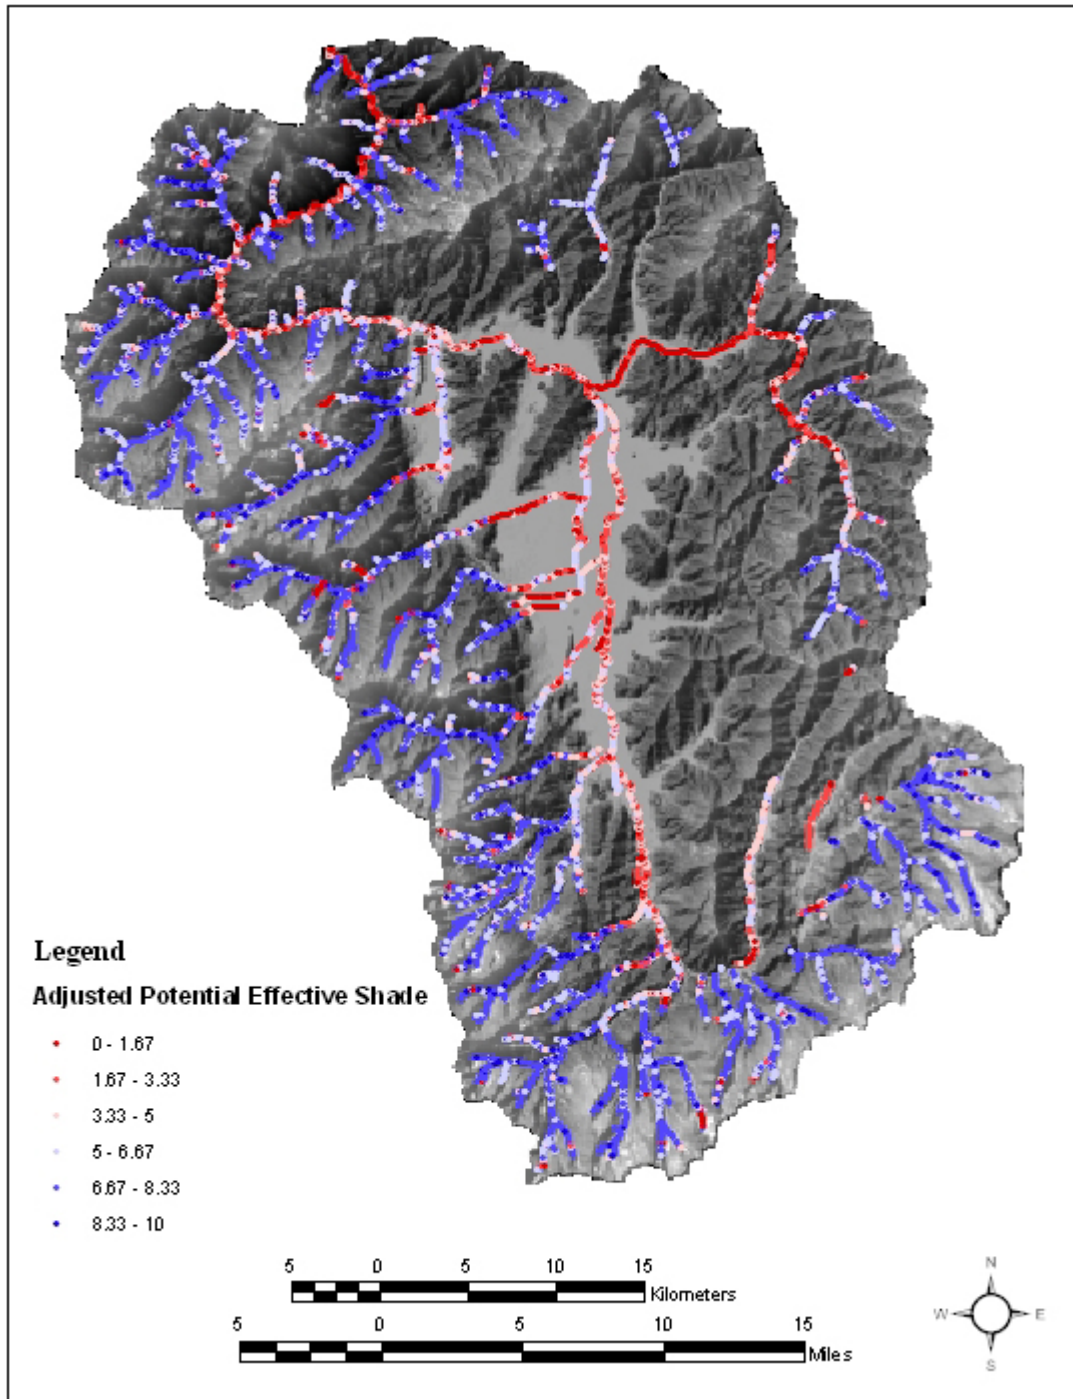 Legend
Adjusted Potential Effective Shade
0 - 1.67
1.67 - 3.33
3.33 - 5
5 - 6.67
6.67 - 8.33
8.33 - 10
5 0 5 10 15
Kilometers
5 0 5 10 15
Miles
N
W E
S